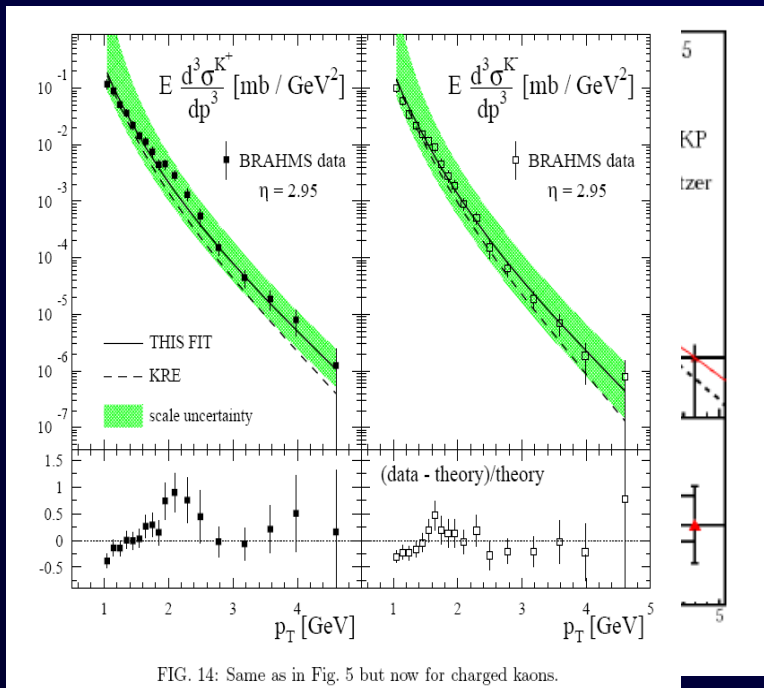 E d³σ^{K⁺} / dp³ [mb / GeV²]
BRAHMS data
η = 2.95
10⁻¹
10⁻²
10⁻³
10⁻⁴
10⁻⁵
10⁻⁶
10⁻⁷
THIS FIT
KRE
scale uncertainty
E d³σ^{K⁻} / dp³ [mb / GeV²]
BRAHMS data
η = 2.95
1.5
1
0.5
0
-0.5
(data - theory)/theory
1 2 3 4
p_T [GeV]
1 2 3 4 5
p_T [GeV]
5
KP
tzer
5
FIG. 14: Same as in Fig. 5 but now for charged kaons.